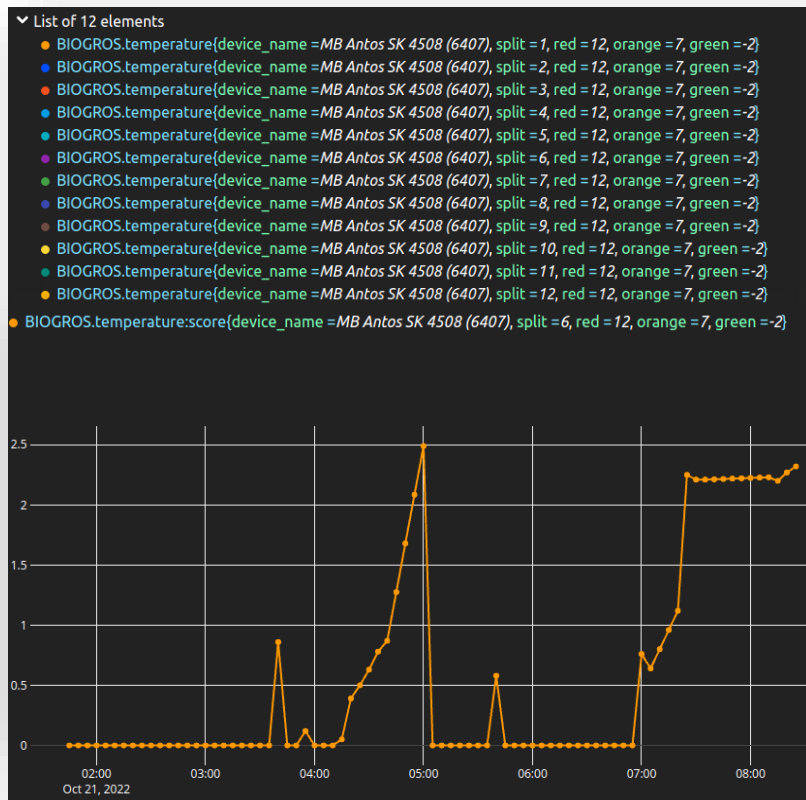 List of 12 elements
BIOGROS.temperature{device_name =MB Antos SK 4508 (6407), split =1, red =12, orange =7, green =-2}
BIOGROS.temperature{device_name =MB Antos SK 4508 (6407), split =2, red =12, orange =7, green =-2}
BIOGROS.temperature{device_name =MB Antos SK 4508 (6407), split =3, red =12, orange =7, green =-2}
BIOGROS.temperature{device_name =MB Antos SK 4508 (6407), split =4, red =12, orange =7, green =-2}
BIOGROS.temperature{device_name =MB Antos SK 4508 (6407), split =5, red =12, orange =7, green =-2}
BIOGROS.temperature{device_name =MB Antos SK 4508 (6407), split =6, red =12, orange =7, green =-2}
BIOGROS.temperature{device_name =MB Antos SK 4508 (6407), split =7, red =12, orange =7, green =-2}
BIOGROS.temperature{device_name =MB Antos SK 4508 (6407), split =8, red =12, orange =7, green =-2}
BIOGROS.temperature{device_name =MB Antos SK 4508 (6407), split =9, red =12, orange =7, green =-2}
BIOGROS.temperature{device_name =MB Antos SK 4508 (6407), split =10, red =12, orange =7, green =-2}
BIOGROS.temperature{device_name =MB Antos SK 4508 (6407), split =11, red =12, orange =7, green =-2}
BIOGROS.temperature{device_name =MB Antos SK 4508 (6407), split =12, red =12, orange =7, green =-2}
BIOGROS.temperature:score{device_name =MB Antos SK 4508 (6407), split =6, red =12, orange =7, green =-2}
2.5
2
1.5
1
0.5
0
02:00 03:00 04:00 05:00 06:00 07:00 08:00
Oct 21, 2022